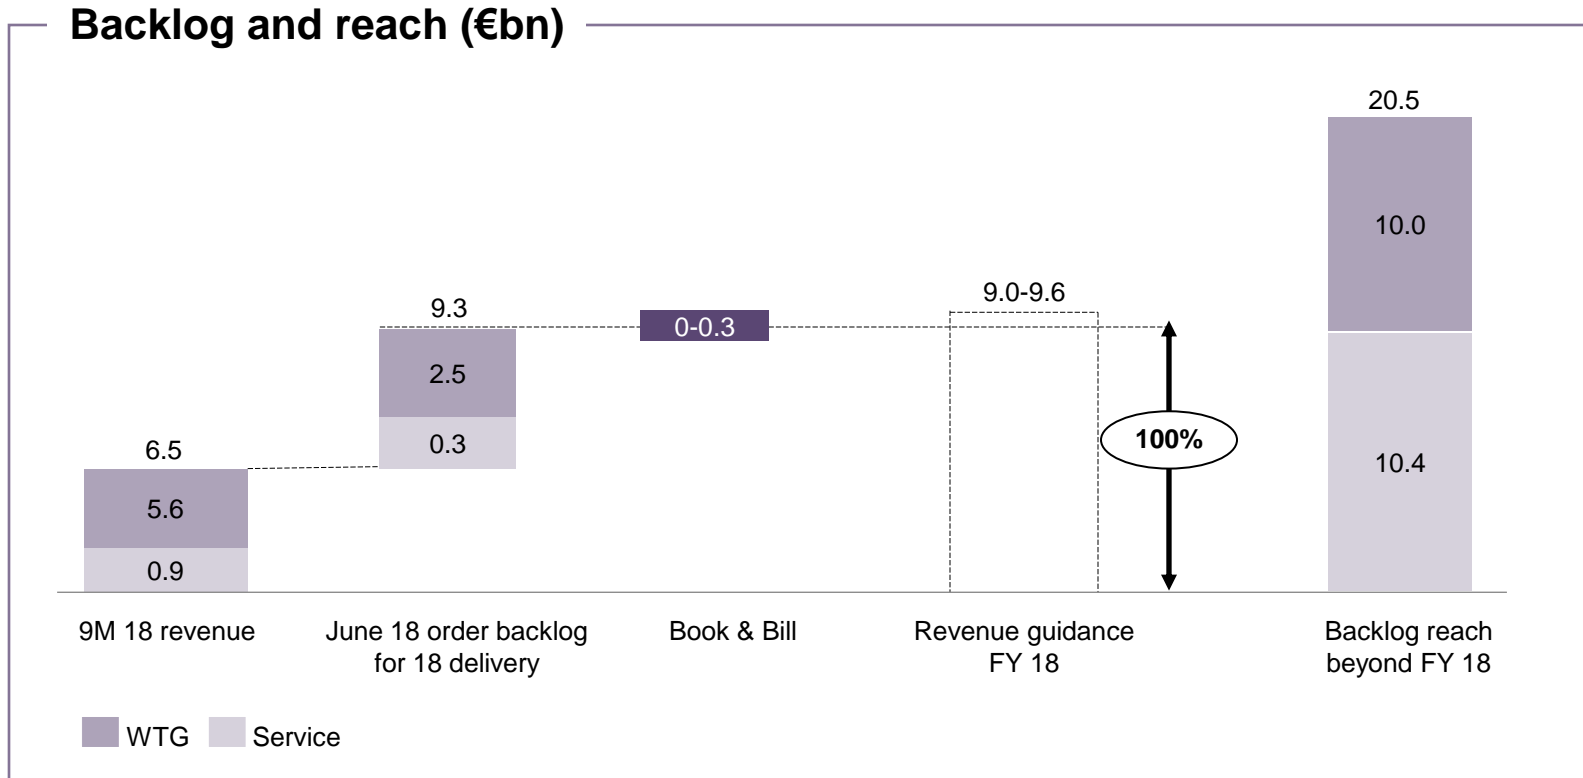 Backlog and reach (€bn)
20.5
10.0
9.0-9.6
9.3
0-0.3
2.5
100%
0.3
6.5
10.4
5.6
0.9
9M 18 revenue
June 18 order backlog
for 18 delivery
Book & Bill
Revenue guidance
FY 18
Backlog reach
beyond FY 18
WTG
Service